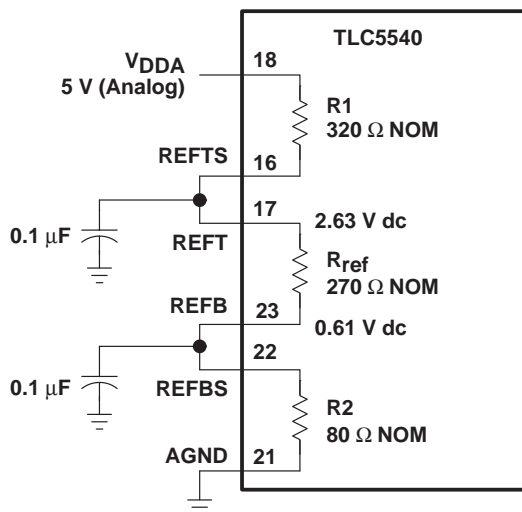 TLC5540
VDDA
5 V (Analog)
18
R1
320 Ω NOM
REFTS
16
17
2.63 V dc
0.1 μF
REFT
Rref
270 Ω NOM
REFB
23
0.61 V dc
22
0.1 μF
REFBS
R2
80 Ω NOM
AGND
21